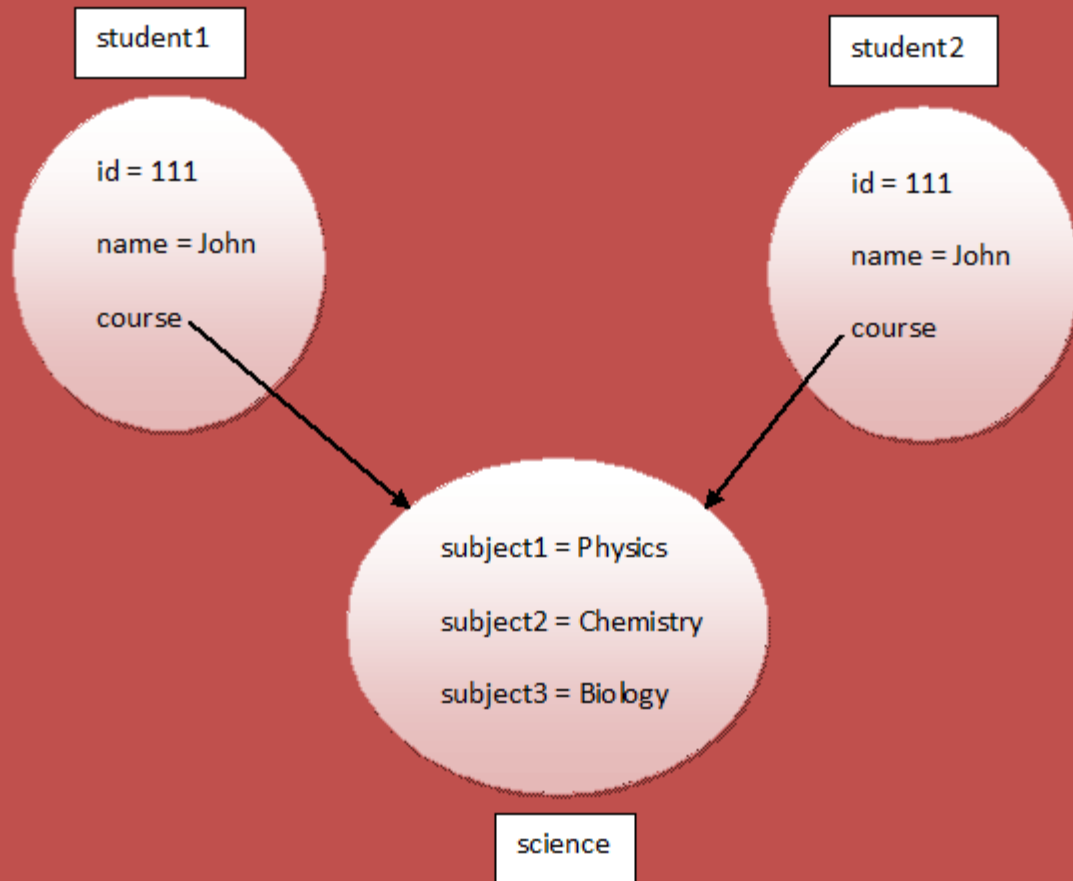 student1
id = 111
name = John
course
student2
id = 111
name = John
course
subject1 = Physics
subject2 = Chemistry
subject3 = Biology
science